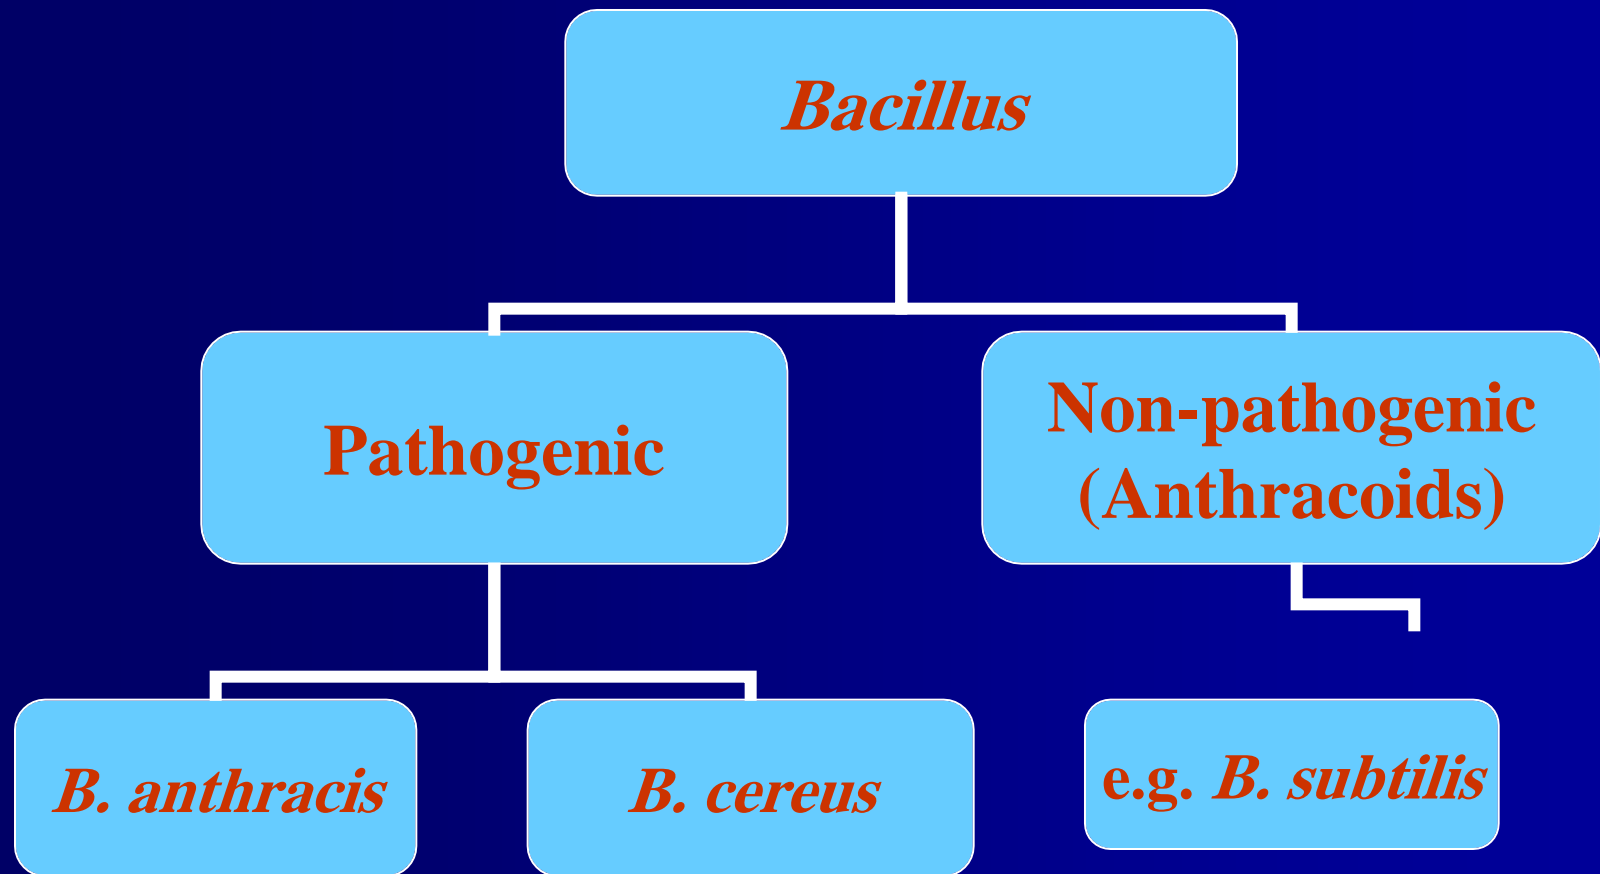 Bacillus
Pathogenic
Non-pathogenic
(Anthracoids)
B. anthracis
B. cereus
e.g. B. subtilis